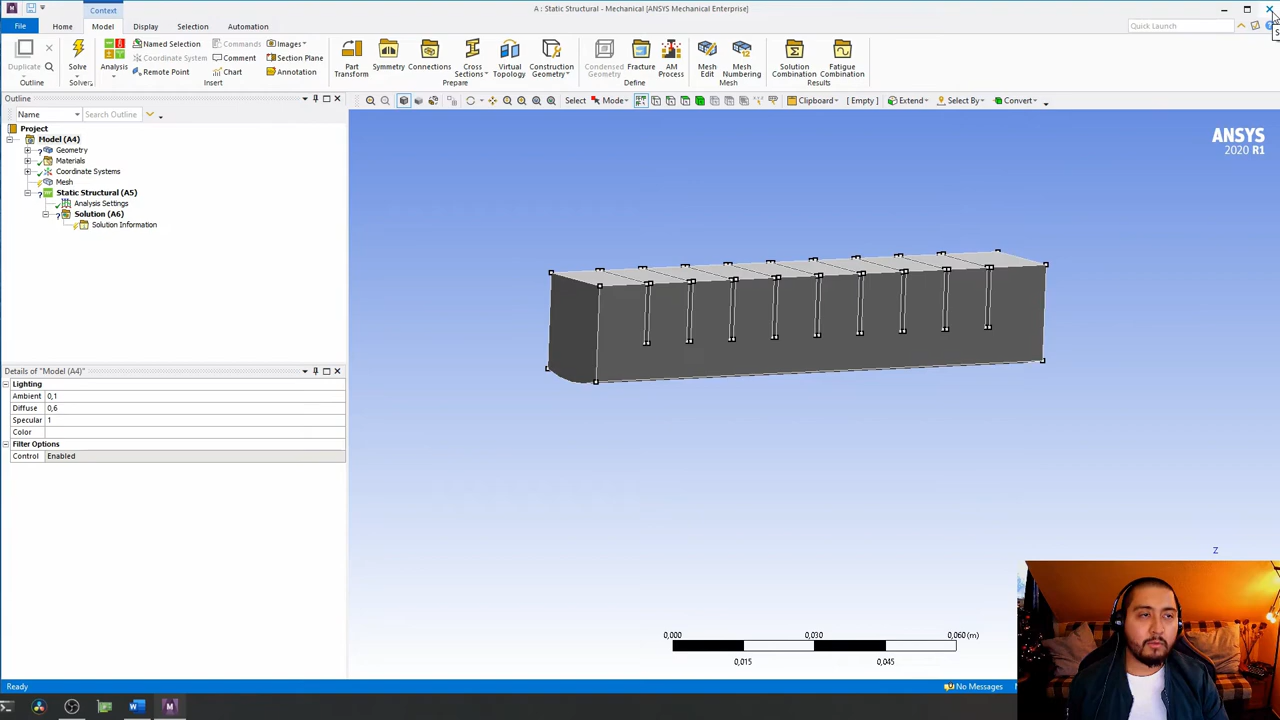 Context
A : Static Structural - Mechanical [ANSYS Mechanical Enterprise]
File Home Model Display Selection Automation
Quick Launch
Duplicate
Outline
Solve
Solver
Analysis
Named Selection
Coordinate System
Remote Point
Commands
Comment
Chart
Images
Section Plane
Annotation
Insert
Part Transform
Symmetry
Connections
Cross Sections
Virtual Topology
Construction Geometry
Prepare
Condensed Geometry
Fracture
AM Process
Define
Mesh Edit
Mesh Numbering
Mesh
Solution Combination
Fatigue Combination
Results
Outline
Select Mode Clipboard [ Empty ] Extend Select By Convert
Name Search Outline
Project
Model (A4)
Geometry
Materials
Coordinate Systems
Mesh
Static Structural (A5)
Analysis Settings
Solution (A6)
Solution Information
ANSYS
2020 R1
Details of "Model (A4)"
Lighting
Ambient 0,1
Diffuse 0,6
Specular 1
Color
Filter Options
Control Enabled
Z
0,000 0,030 0,060 (m)
0,015 0,045
Ready
No Messages